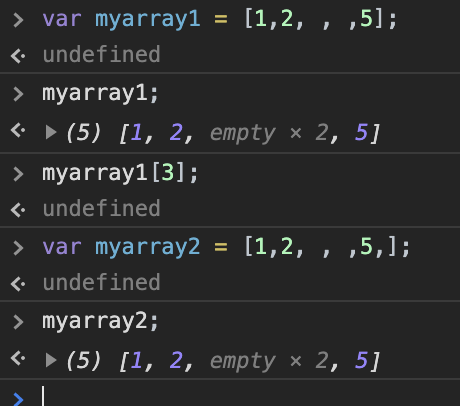 > var myarray1 = [1,2, , ,5];
<· undefined
> myarray1;
<· ▶ (5) [1, 2, empty × 2, 5]
> myarray1[3];
<· undefined
> var myarray2 = [1,2, , ,5,];
<· undefined
> myarray2;
<· ▶ (5) [1, 2, empty × 2, 5]
>